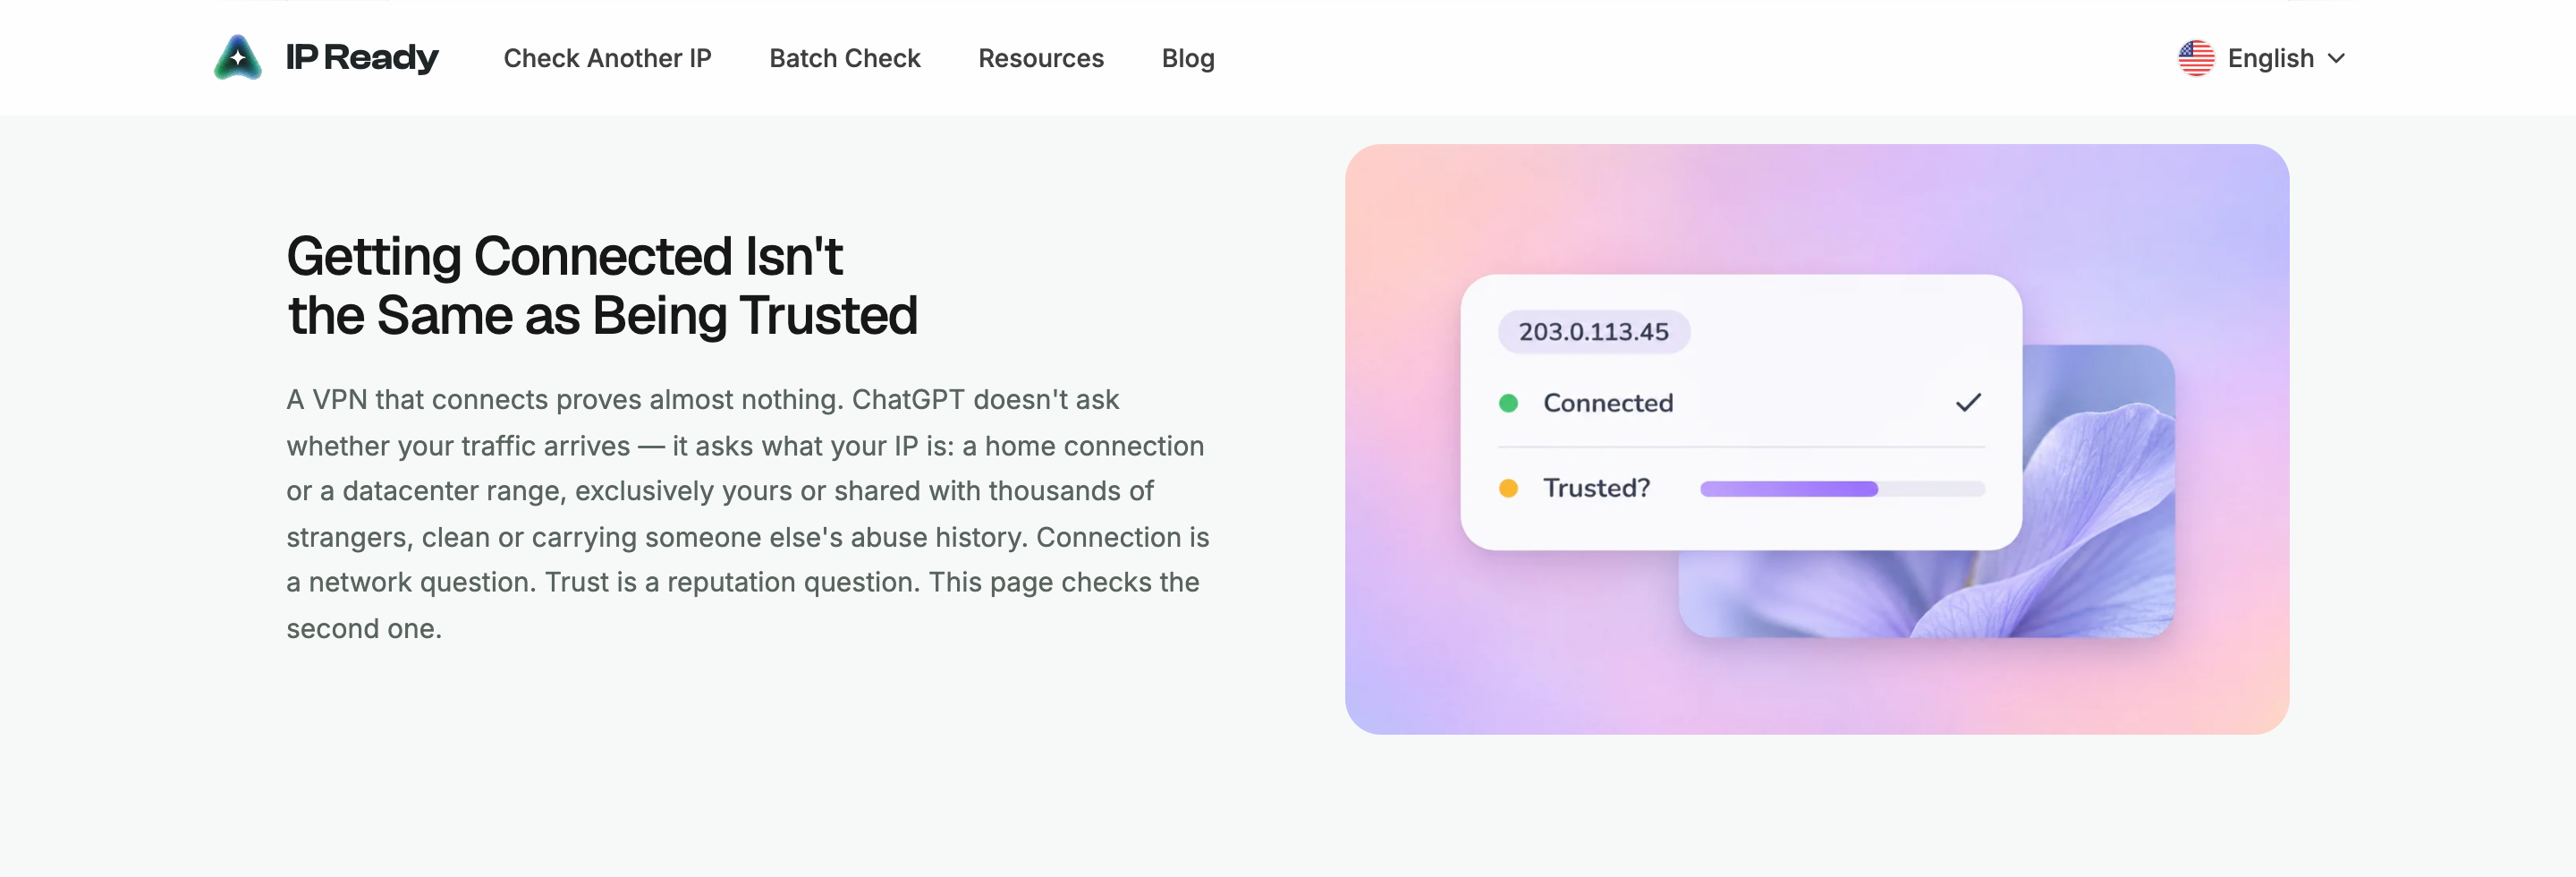 IP Ready
Check Another IP
Batch Check
Resources
Blog
English
Getting Connected Isn't
the Same as Being Trusted
A VPN that connects proves almost nothing. ChatGPT doesn't ask
whether your traffic arrives — it asks what your IP is: a home connection
or a datacenter range, exclusively yours or shared with thousands of
strangers, clean or carrying someone else's abuse history. Connection is
a network question. Trust is a reputation question. This page checks the
second one.
203.0.113.45
Connected
Trusted?